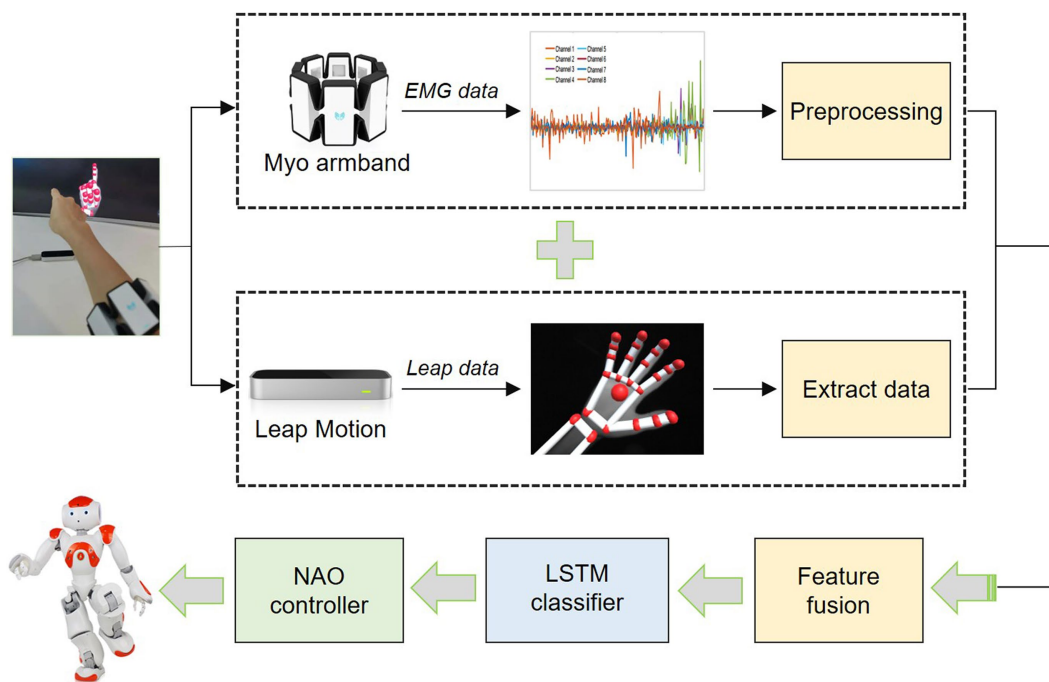 Channel 1 Channel 5
Channel 2 Channel 6
Channel 3 Channel 7
Channel 4 Channel 8
EMG data
Preprocessing
Myo armband
Leap data
Extract data
Leap Motion
NAO
controller
LSTM
classifier
Feature
fusion